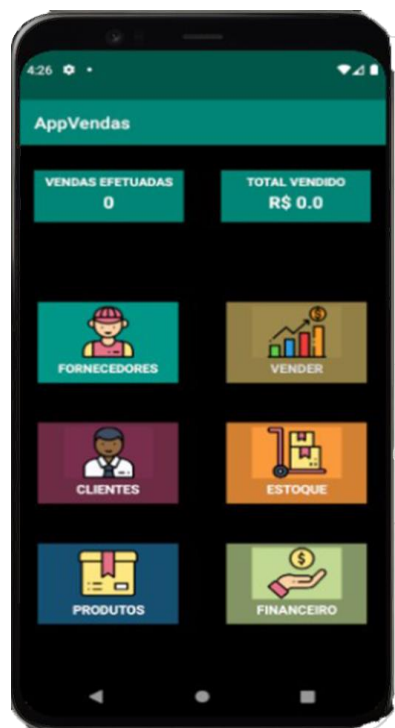 4:26
AppVendas
VENDAS EFETUADAS
0
TOTAL VENDIDO
R$ 0.0
FORNECEDORES
VENDER
CLIENTES
ESTOQUE
PRODUTOS
FINANCEIRO